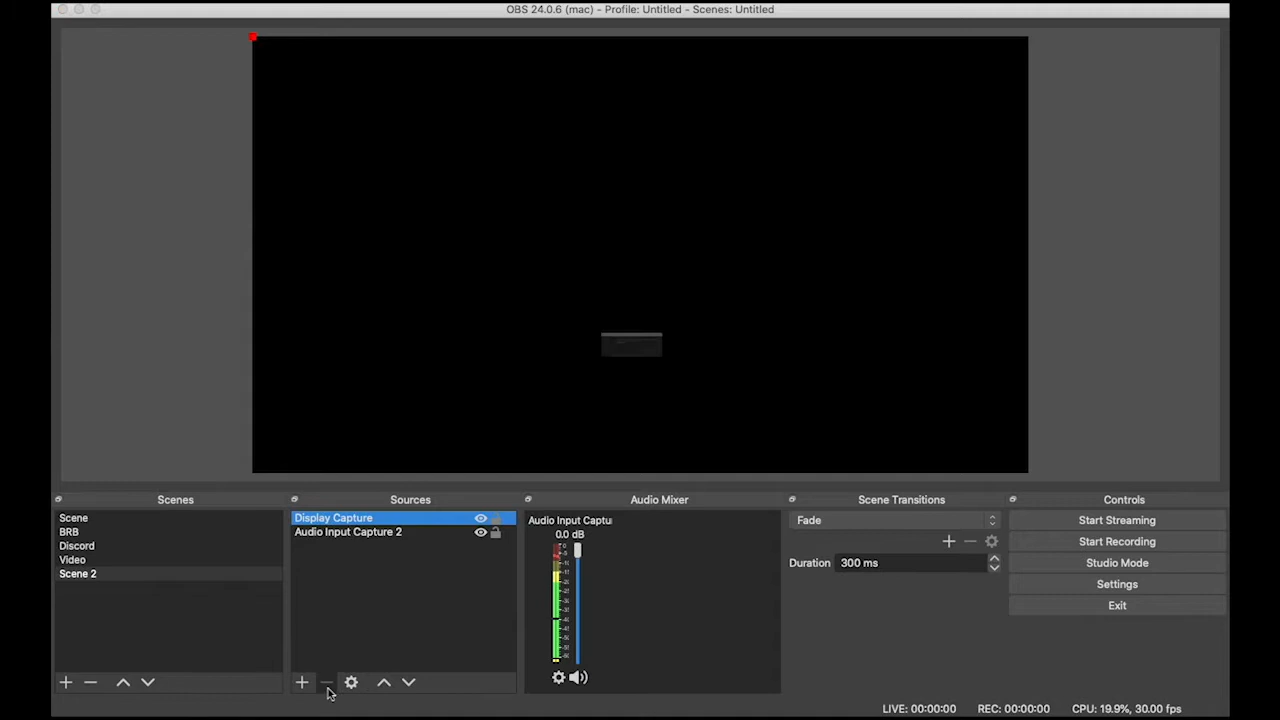 OBS 24.0.6 (mac) - Profile: Untitled - Scenes: Untitled
Scenes
Sources
Audio Mixer
Scene Transitions
Controls
Scene
BRB
Discord
Video
Scene 2
Display Capture
Audio Input Capture 2
Audio Input Captu
0.0 dB
Fade
Duration 300 ms
Start Streaming
Start Recording
Studio Mode
Settings
Exit
LIVE: 00:00:00 REC: 00:00:00 CPU: 19.9%, 30.00 fps